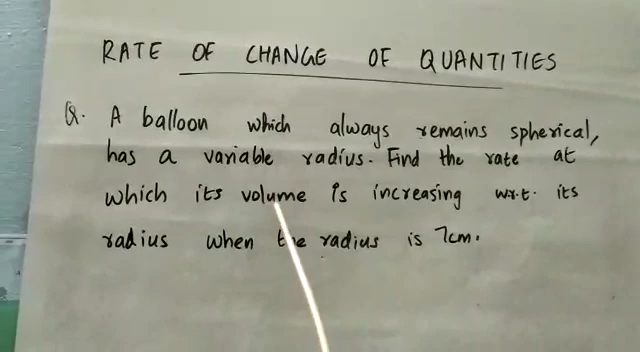 RATE OF CHANGE OF QUANTITIES
Q. A balloon which always remains spherical,
has a variable radius. Find the rate at
which its volume is increasing w.r.t. its
radius when the radius is 7cm.